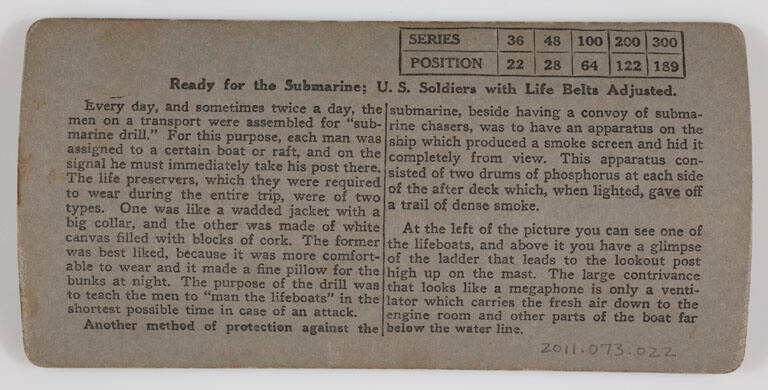 SERIES 36 48 100 200 300
POSITION 22 28 64 122 189
Ready for the Submarine; U. S. Soldiers with Life Belts Adjusted.
Every day, and sometimes twice a day, the
men on a transport were assembled for "sub-
marine drill." For this purpose, each man was
assigned to a certain boat or raft, and on the
signal he must immediately take his post there.
The life preservers, which they were required
to wear during the entire trip, were of two
types. One was like a wadded jacket with a
big collar, and the other was made of white
canvas filled with blocks of cork. The former
was best liked, because it was more comfort-
able to wear and it made a fine pillow for the
bunks at night. The purpose of the drill was
to teach the men to "man the lifeboats" in the
shortest possible time in case of an attack.
Another method of protection against the
submarine, beside having a convoy of subma-
rine chasers, was to have an apparatus on the
ship which produced a smoke screen and hid it
completely from view. This apparatus con-
sisted of two drums of phosphorus at each side
of the after deck which, when lighted, gave off
a trail of dense smoke.
At the left of the picture you can see one of
the lifeboats, and above it you have a glimpse
of the ladder that leads to the lookout post
high up on the mast. The large contrivance
that looks like a megaphone is only a venti-
lator which carries the fresh air down to the
engine room and other parts of the boat far
below the water line.
2011.073.022